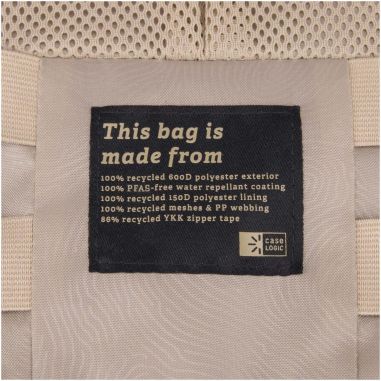 This bag is
made from
100% recycled 600D polyester exterior
100% PFAS-free water repellant coating
100% recycled 150D polyester lining
100% recycled meshes & PP webbing
86% recycled YKK zipper tape
case
LOGIC